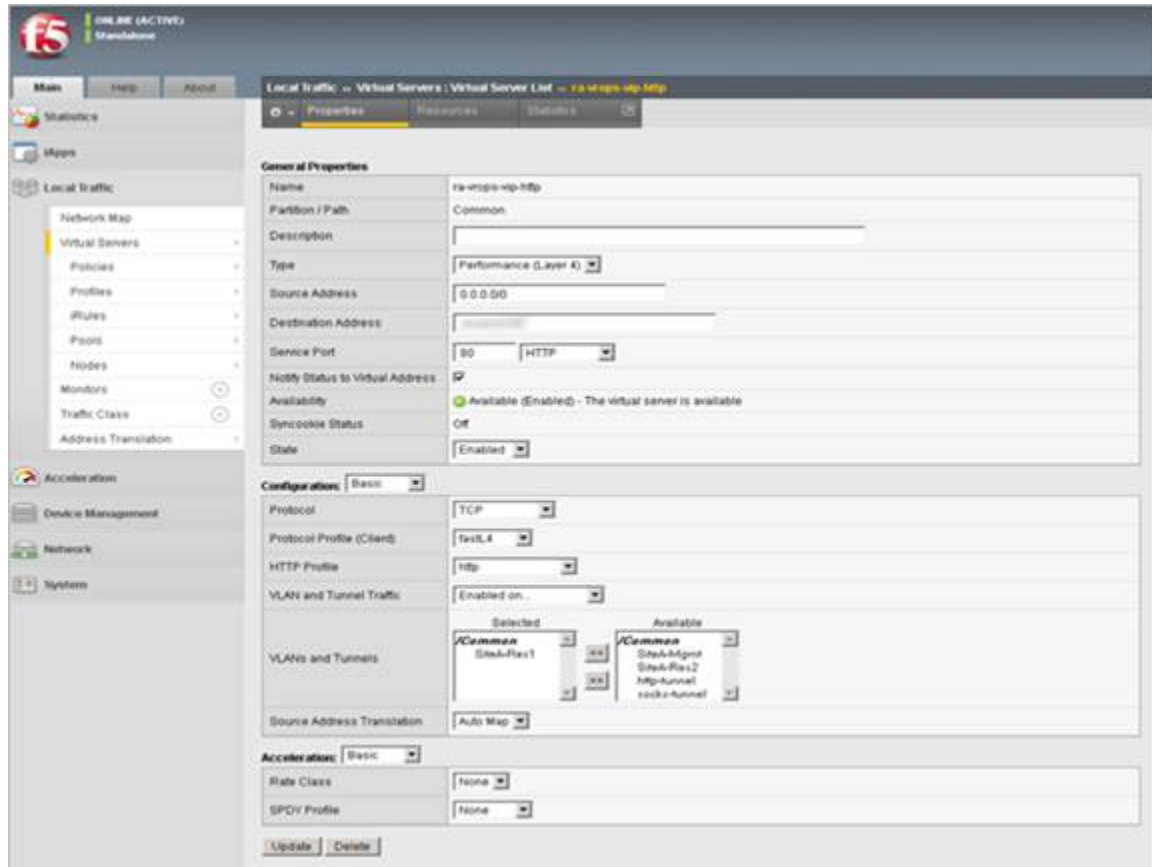 f5
ONLINE (ACTIVE)
Standalone
Main
Help
About
Local Traffic » Virtual Servers : Virtual Server List » ra-vrops-vip-http
Properties
Resources
Statistics
Statistics
iApps
Local Traffic
Network Map
Virtual Servers
Policies
Profiles
iRules
Pools
Nodes
Monitors
Traffic Class
Address Translation
Acceleration
Device Management
Network
System
General Properties
Name ra-vrops-vip-http
Partition / Path Common
Description
Type Performance (Layer 4)
Source Address 0.0.0.0/0
Destination Address
Service Port 80 HTTP
Notify Status to Virtual Address
Availability Available (Enabled) - The virtual server is available
Syncookie Status Off
State Enabled
Configuration: Basic
Protocol TCP
Protocol Profile (Client) fastL4
HTTP Profile http
VLAN and Tunnel Traffic Enabled on...
Selected Available
VLANs and Tunnels
/Common
SiteA-Res1
<<
>>
/Common
SiteA-Mgmt
SiteA-Res2
http-tunnel
socks-tunnel
Source Address Translation Auto Map
Acceleration: Basic
Rate Class None
SPDY Profile None
Update Delete